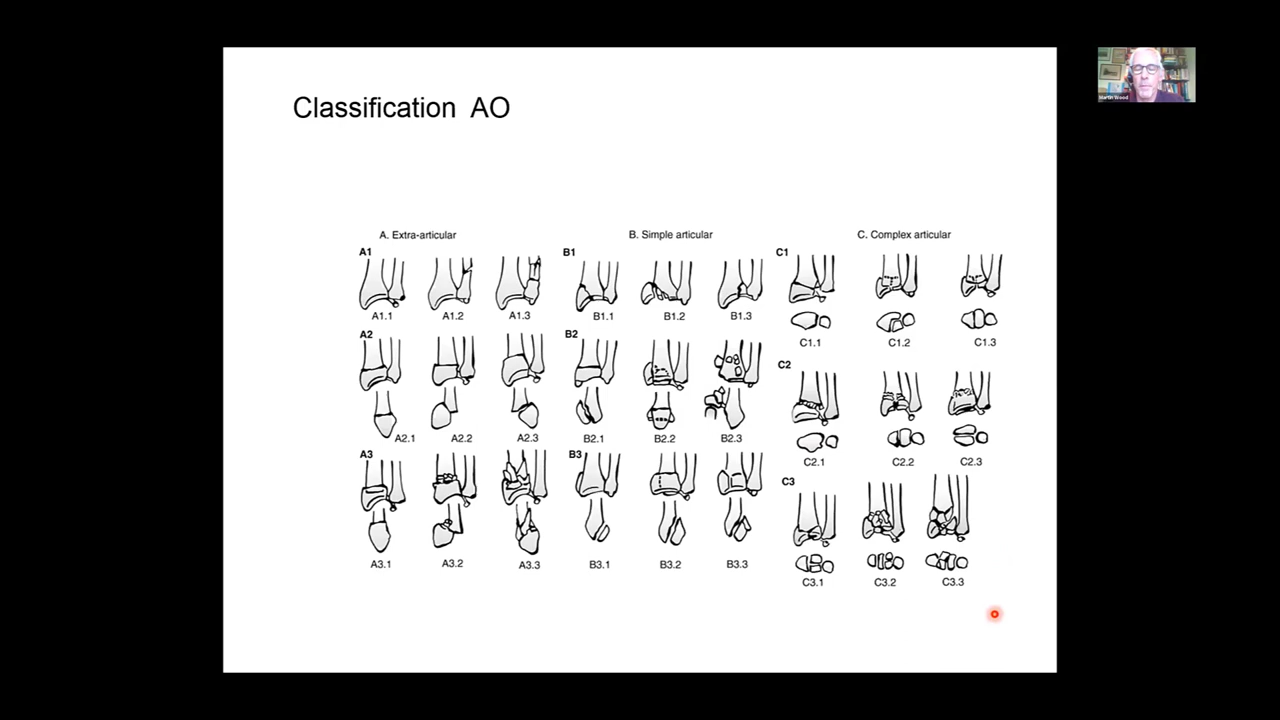 Classification AO
A. Extra-articular
B. Simple articular
C. Complex articular
A1
A1.1
A1.2
A1.3
A2
A2.1
A2.2
A2.3
A3
A3.1
A3.2
A3.3
B1
B1.1
B1.2
B1.3
B2
B2.1
B2.2
B2.3
B3
B3.1
B3.2
B3.3
C1
C1.1
C1.2
C1.3
C2
C2.1
C2.2
C2.3
C3
C3.1
C3.2
C3.3
Martin Wood